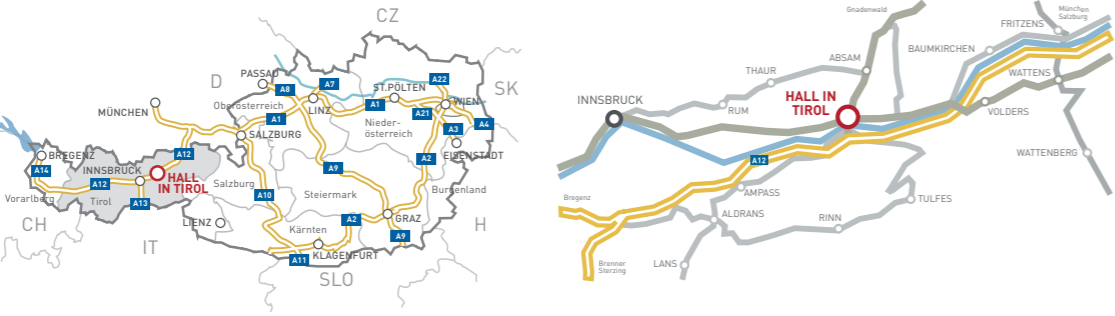 CZ
D
PASSAU
A8
A7
A22
SK
Oberösterreich
LINZ
ST.PÖLTEN
A1
WIEN
MÜNCHEN
A1
A21
A4
SALZBURG
Nieder-
österreich
A3
EISENSTADT
BREGENZ
A12
A2
A14
INNSBRUCK
HALL
IN TIROL
A9
A12
Salzburg
Steiermark
Burgenland
Vorarlberg
Tirol
A13
A10
CH
LIENZ
Kärnten
A2
GRAZ
H
IT
A9
KLAGENFURT
A11
SLO
Gnadenwald
München
Salzburg
FRITZENS
BAUMKIRCHEN
ABSAM
THAUR
WATTENS
INNSBRUCK
HALL IN
TIROL
RUM
VOLDERS
A12
WATTENBERG
AMPASS
Bregenz
TULFES
ALDRANS
RINN
Brenner
Sterzing
LANS